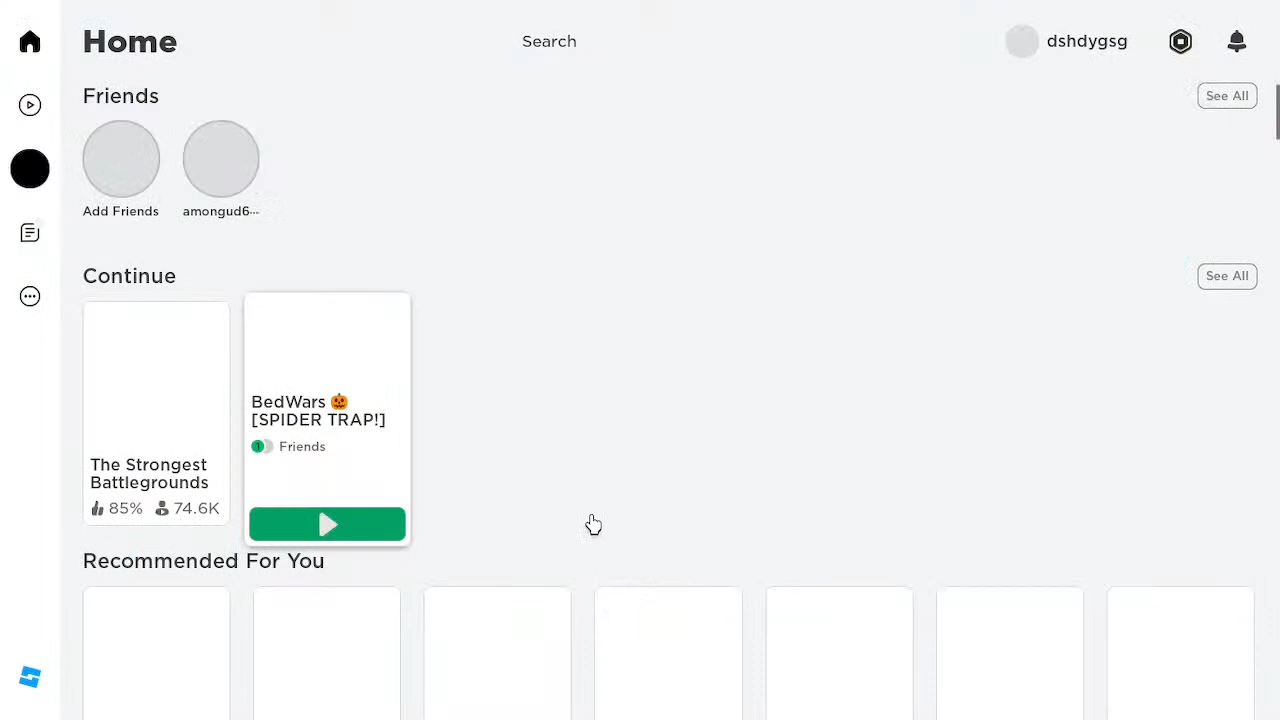 Home
Search
dshdygsg
Friends
See All
Add Friends
amongud6...
Continue
See All
The Strongest
Battlegrounds
85% 74.6K
BedWars 🎃
[SPIDER TRAP!]
1 Friends
Recommended For You